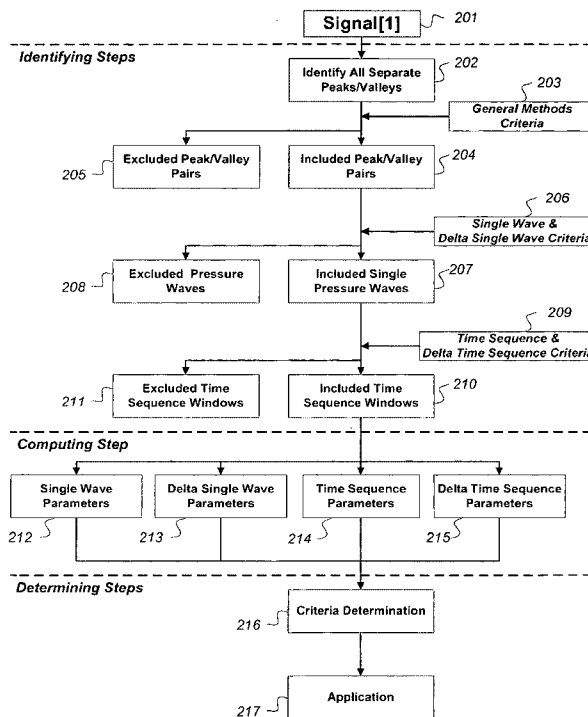 Signal[1]
201
Identifying Steps
202
Identify All Separate
Peaks/Valleys
203
General Methods
Criteria
Excluded Peak/Valley
Pairs
205
Included Peak/Valley
Pairs
204
206
Single Wave &
Delta Single Wave Criteria
Excluded Pressure
Waves
208
Included Single
Pressure Waves
207
209
Time Sequence &
Delta Time Sequence Criteria
Excluded Time
Sequence Windows
211
Included Time
Sequence Windows
210
Computing Step
Single Wave
Parameters
212
Delta Single Wave
Parameters
213
Time Sequence
Parameters
214
Delta Time Sequence
Parameters
215
Determining Steps
Criteria Determination
216
Application
217